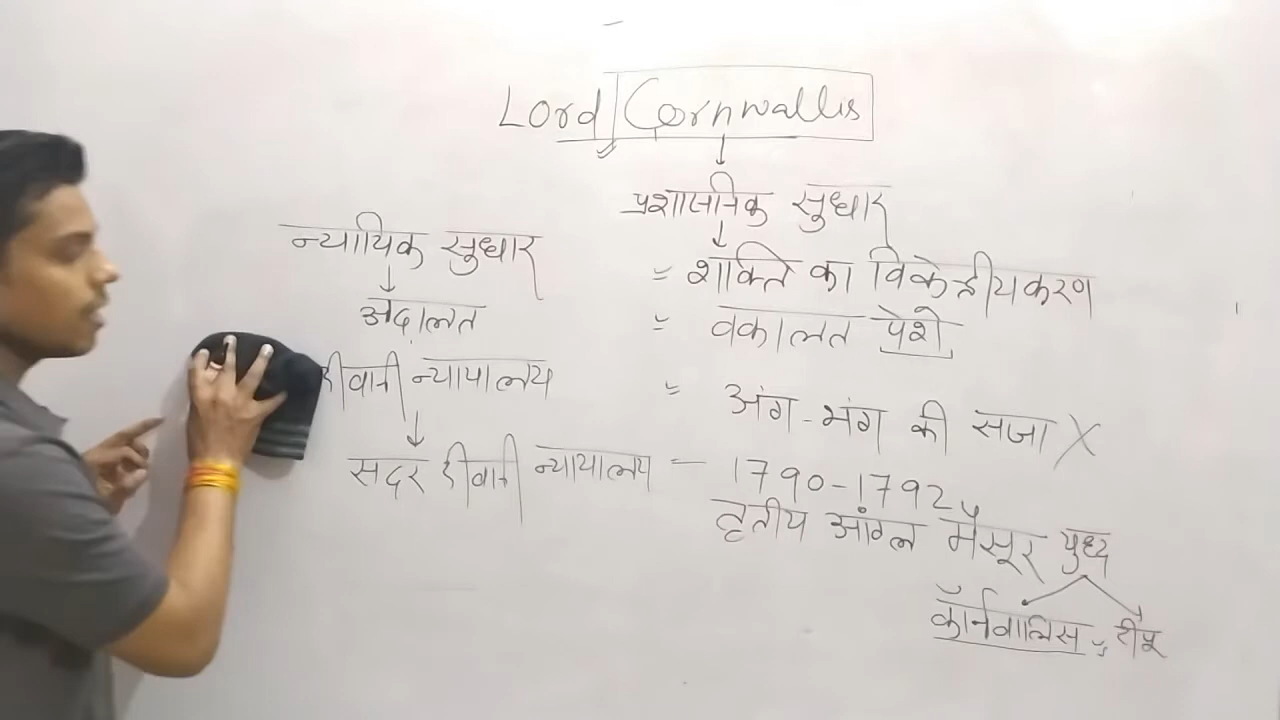 Lord Cornwallis
प्रशासनिक सुधार
= शक्ति का विकेन्द्रीयकरण
= वकालत पेशे
= अंग-भंग की सजा X
1790-1792
तृतीय आंग्ल मैसूर युध्द
कॉर्नवालिस = टीपू
न्यायिक सुधार
अदालत
दीवानी न्यायालय
सदर दीवानी न्यायालय -